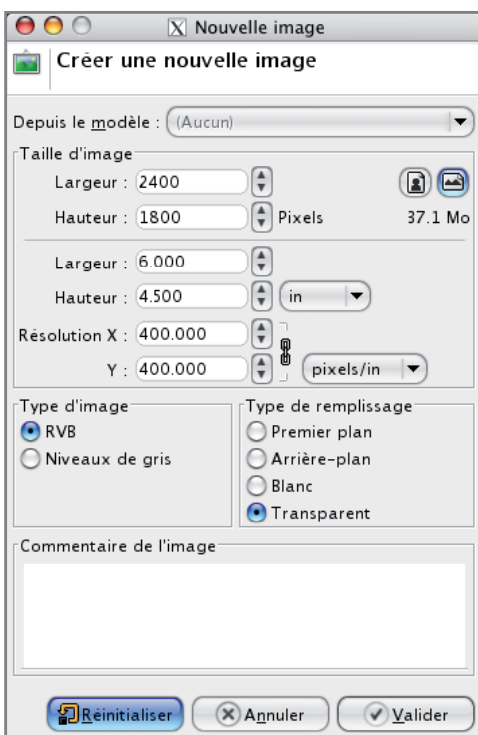 Nouvelle image
Créer une nouvelle image
Depuis le modèle : (Aucun)
Taille d'image
Largeur : 2400
Hauteur : 1800 Pixels 37.1 Mo
Largeur : 6.000
Hauteur : 4.500 in
Résolution X : 400.000
Y : 400.000 pixels/in
Type d'image
RVB
Niveaux de gris
Type de remplissage
Premier plan
Arrière-plan
Blanc
Transparent
Commentaire de l'image
Réinitialiser Annuler Valider